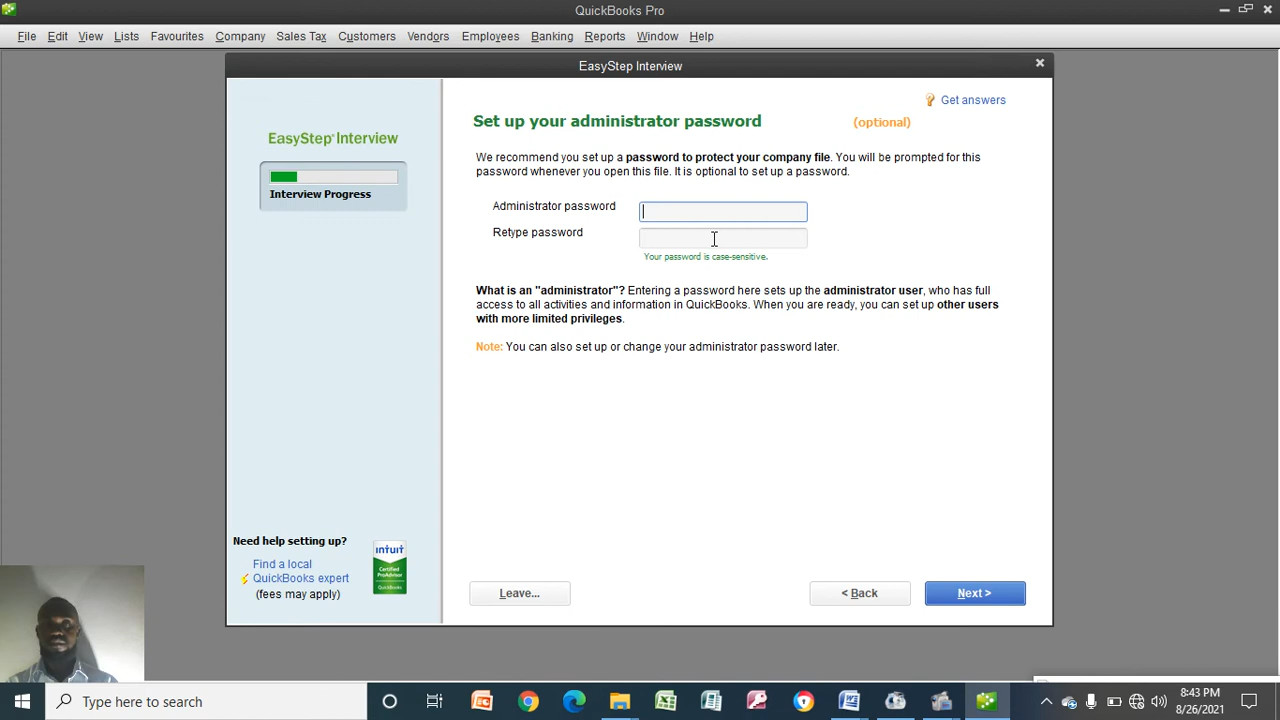 QuickBooks Pro
File Edit View Lists Favourites Company Sales Tax Customers Vendors Employees Banking Reports Window Help
EasyStep Interview
Get answers
EasyStep Interview
Interview Progress
Set up your administrator password (optional)
We recommend you set up a password to protect your company file. You will be prompted for this
password whenever you open this file. It is optional to set up a password.
Administrator password
Retype password
Your password is case-sensitive.
What is an "administrator"? Entering a password here sets up the administrator user, who has full
access to all activities and information in QuickBooks. When you are ready, you can set up other users
with more limited privileges.
Note: You can also set up or change your administrator password later.
Need help setting up?
Find a local
QuickBooks expert
(fees may apply)
intuit
Certified
ProAdvisor
QuickBooks
Leave...
< Back
Next >
Type here to search
8:43 PM
8/26/2021